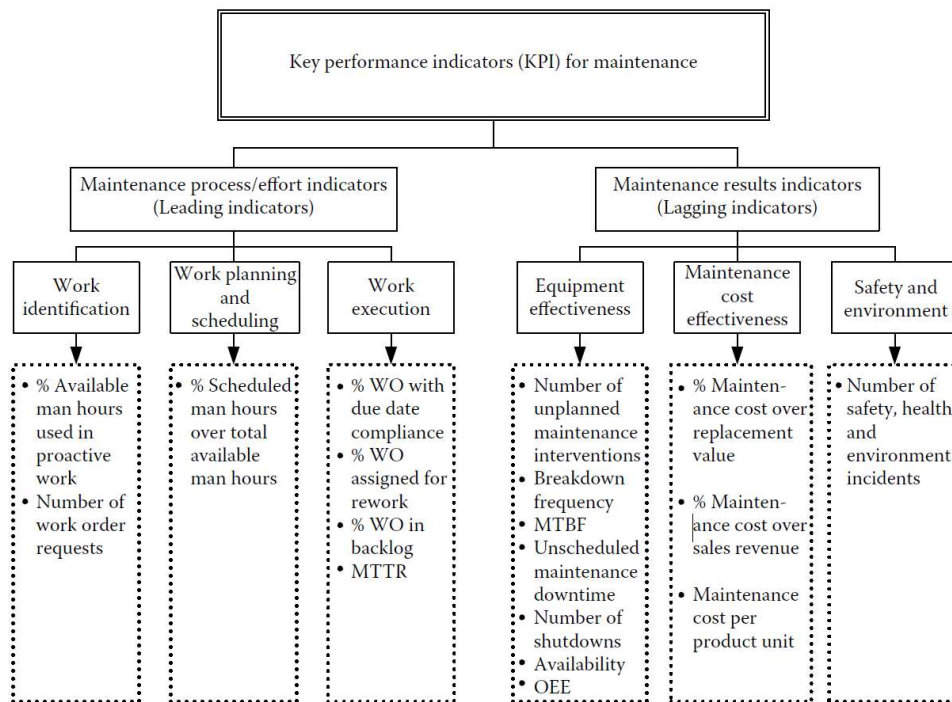 Key performance indicators (KPI) for maintenance
Maintenance process/effort indicators
(Leading indicators)
Maintenance results indicators
(Lagging indicators)
Work
identification
Work planning
and
scheduling
Work
execution
Equipment
effectiveness
Maintenance
cost
effectiveness
Safety and
environment
• % Available
man hours
used in
proactive
work
• Number of
work order
requests
• % Scheduled
man hours
over total
available
man hours
• % WO with
due date
compliance
• % WO
assigned for
rework
• % WO in
backlog
• MTTR
• Number of
unplanned
maintenance
interventions
• Breakdown
frequency
• MTBF
• Unscheduled
maintenance
downtime
• Number of
shutdowns
• Availability
• OEE
• % Mainten-
ance cost over
replacement
value
• % Mainten-
ance cost over
sales revenue
• Maintenance
cost per
product unit
• Number of
safety, health
and
environment
incidents